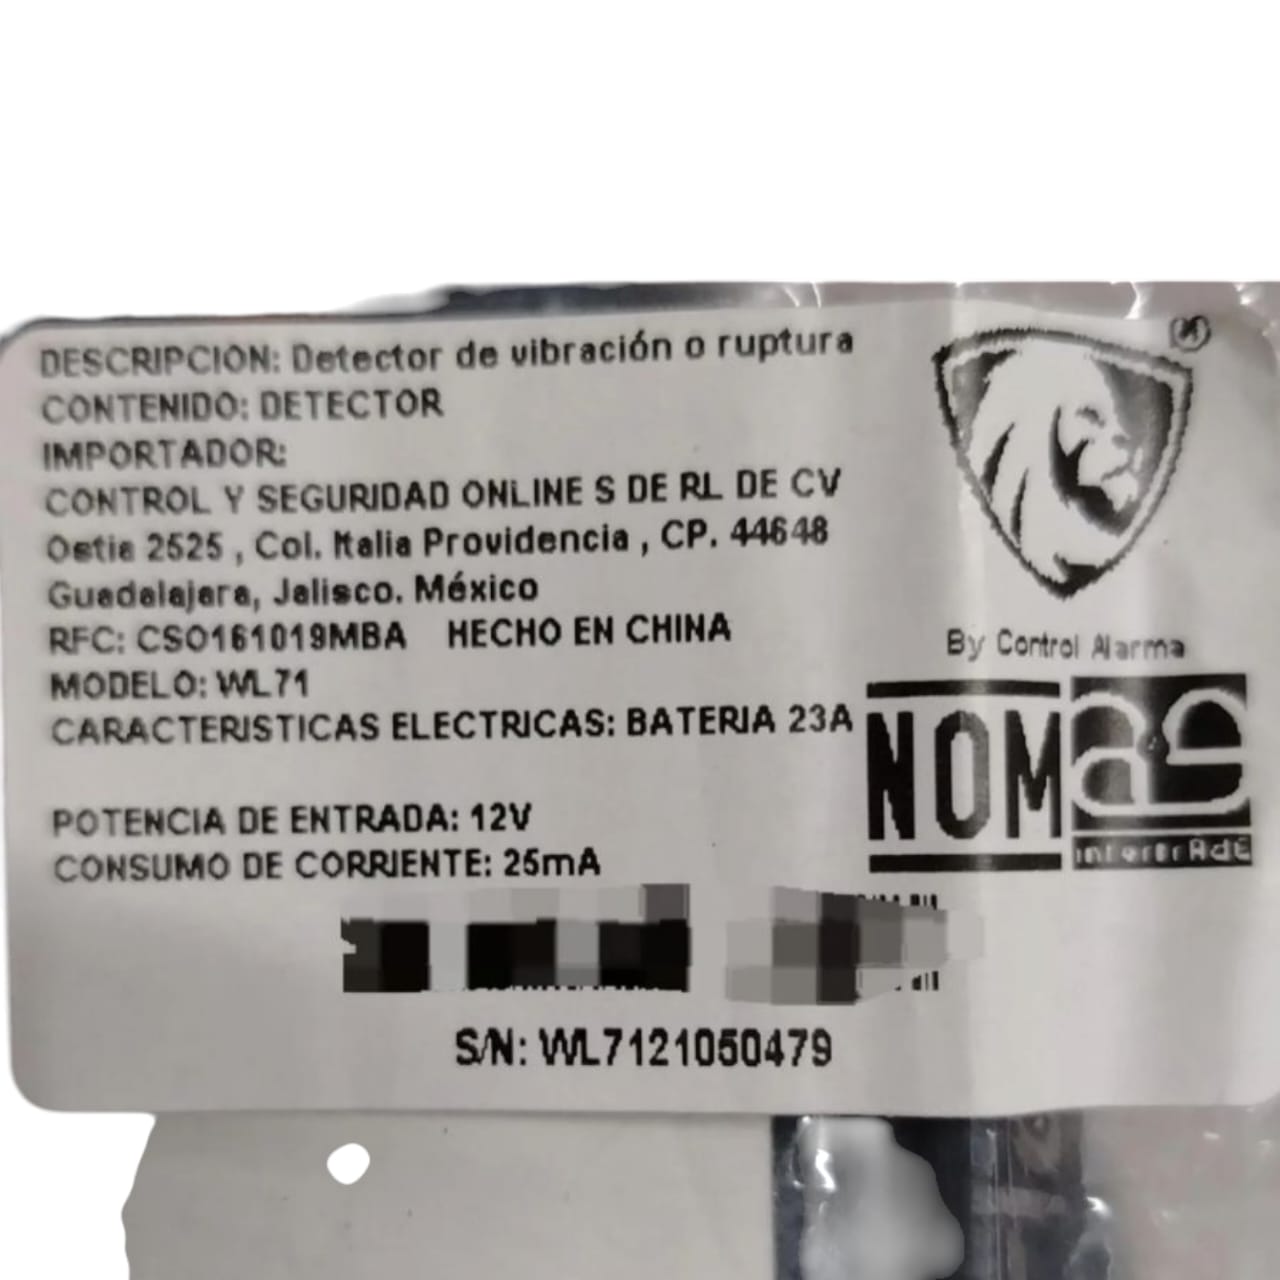 DESCRIPCION: Detector de vibración o ruptura
CONTENIDO: DETECTOR
IMPORTADOR:
CONTROL Y SEGURIDAD ONLINE S DE RL DE CV
Ostia 2525 , Col. Italia Providencia , CP. 44648
Guadalajara, Jalisco. México
RFC: CSO161019MBA HECHO EN CHINA
MODELO: WL71
CARACTERISTICAS ELECTRICAS: BATERIA 23A
POTENCIA DE ENTRADA: 12V
CONSUMO DE CORRIENTE: 25mA
S/N: WL7121050479
By Control Alarma
NOM